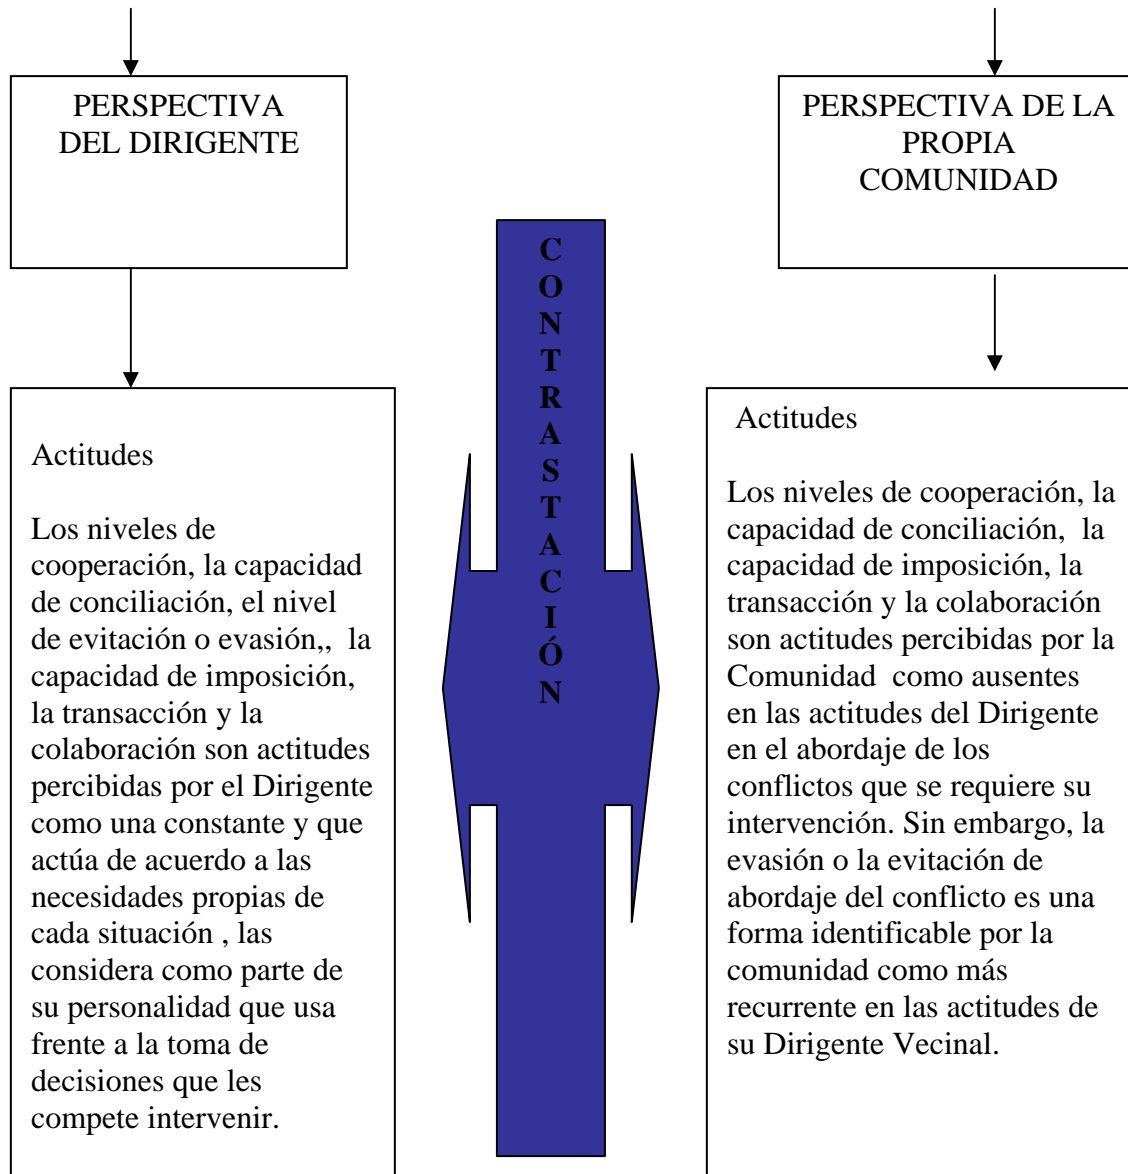 PERSPECTIVA
DEL DIRIGENTE
PERSPECTIVA DE LA
PROPIA
COMUNIDAD
C
O
N
T
R
A
S
T
A
C
I
Ó
N
Actitudes
Los niveles de
cooperación, la capacidad
de conciliación, el nivel
de evitación o evasión,, la
capacidad de imposición,
la transacción y la
colaboración son actitudes
percibidas por el Dirigente
como una constante y que
actúa de acuerdo a las
necesidades propias de
cada situación , las
considera como parte de
su personalidad que usa
frente a la toma de
decisiones que les
compete intervenir.
Actitudes
Los niveles de cooperación, la
capacidad de conciliación, la
capacidad de imposición, la
transacción y la colaboración
son actitudes percibidas por la
Comunidad como ausentes
en las actitudes del Dirigente
en el abordaje de los
conflictos que se requiere su
intervención. Sin embargo, la
evasión o la evitación de
abordaje del conflicto es una
forma identificable por la
comunidad como más
recurrente en las actitudes de
su Dirigente Vecinal.